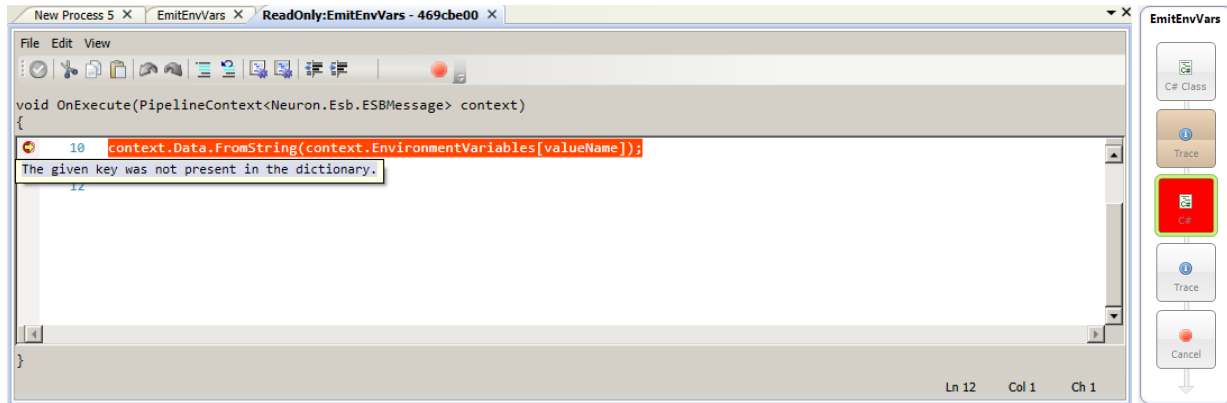 New Process 5 X EmitEnvVars X ReadOnly:EmitEnvVars - 469cbe00 X
File Edit View
void OnExecute(PipelineContext<Neuron.Esb.ESBMessage> context)
{
10 context.Data.FromString(context.EnvironmentVariables[valueName]);
The given key was not present in the dictionary.
12
}
Ln 12 Col 1 Ch 1
EmitEnvVars
C# Class
Trace
C#
Trace
Cancel